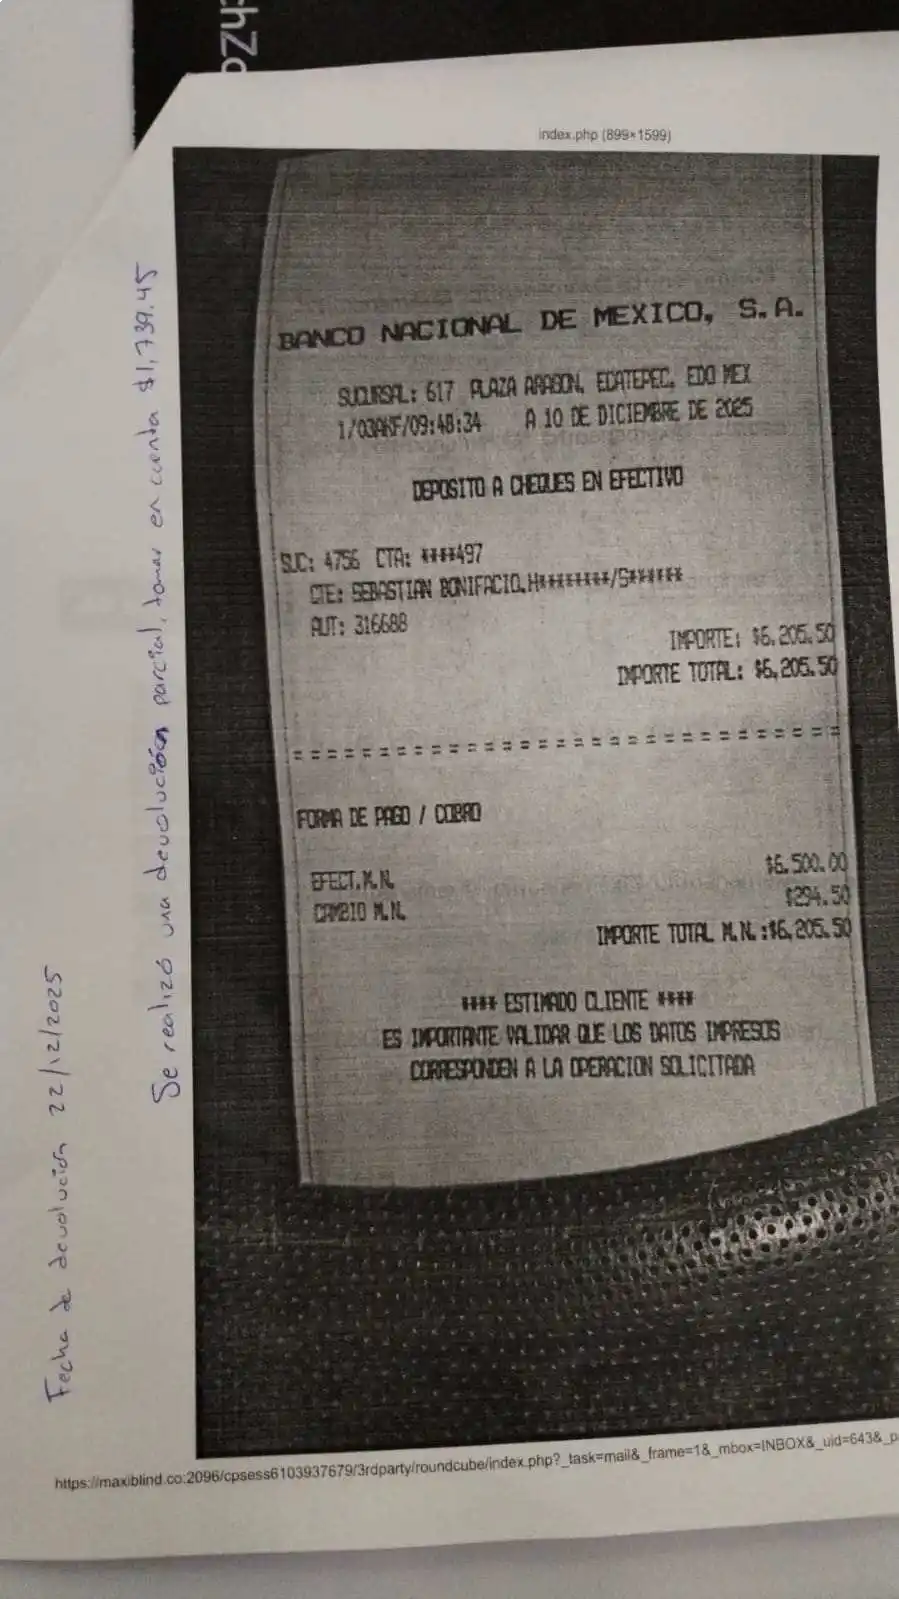 chZo
index.php (899×1599)
BANCO NACIONAL DE MEXICO, S.A.
SUCURSAL: 617 PLAZA ARAGON, ECATEPEC, EDO MEX
1/03AKF/09:48:34 A 10 DE DICIEMBRE DE 2025
DEPOSITO A CHEQUES EN EFECTIVO
SUC: 4756 CTA: ****497
CTE: SEBASTIAN BONIFACIO,H********/S******
AUT: 316688
IMPORTE: $6,205.50
IMPORTE TOTAL: $6,205.50
FORMA DE PAGO / COBRO
EFECT.M.N. $6,500.00
CAMBIO M.N. $294.50
IMPORTE TOTAL M.N.:$6,205.50
**** ESTIMADO CLIENTE ****
ES IMPORTANTE VALIDAR QUE LOS DATOS IMPRESOS
CORRESPONDEN A LA OPERACION SOLICITADA
https://maxiblind.co:2096/cpsess6103937679/3rdparty/roundcube/index.php?_task=mail&_frame=1&_mbox=INBOX&_uid=643&_p
Fecha de devolución 22/12/2025
Se realizó una devolución parcial, tomar en cuenta $1,739.45